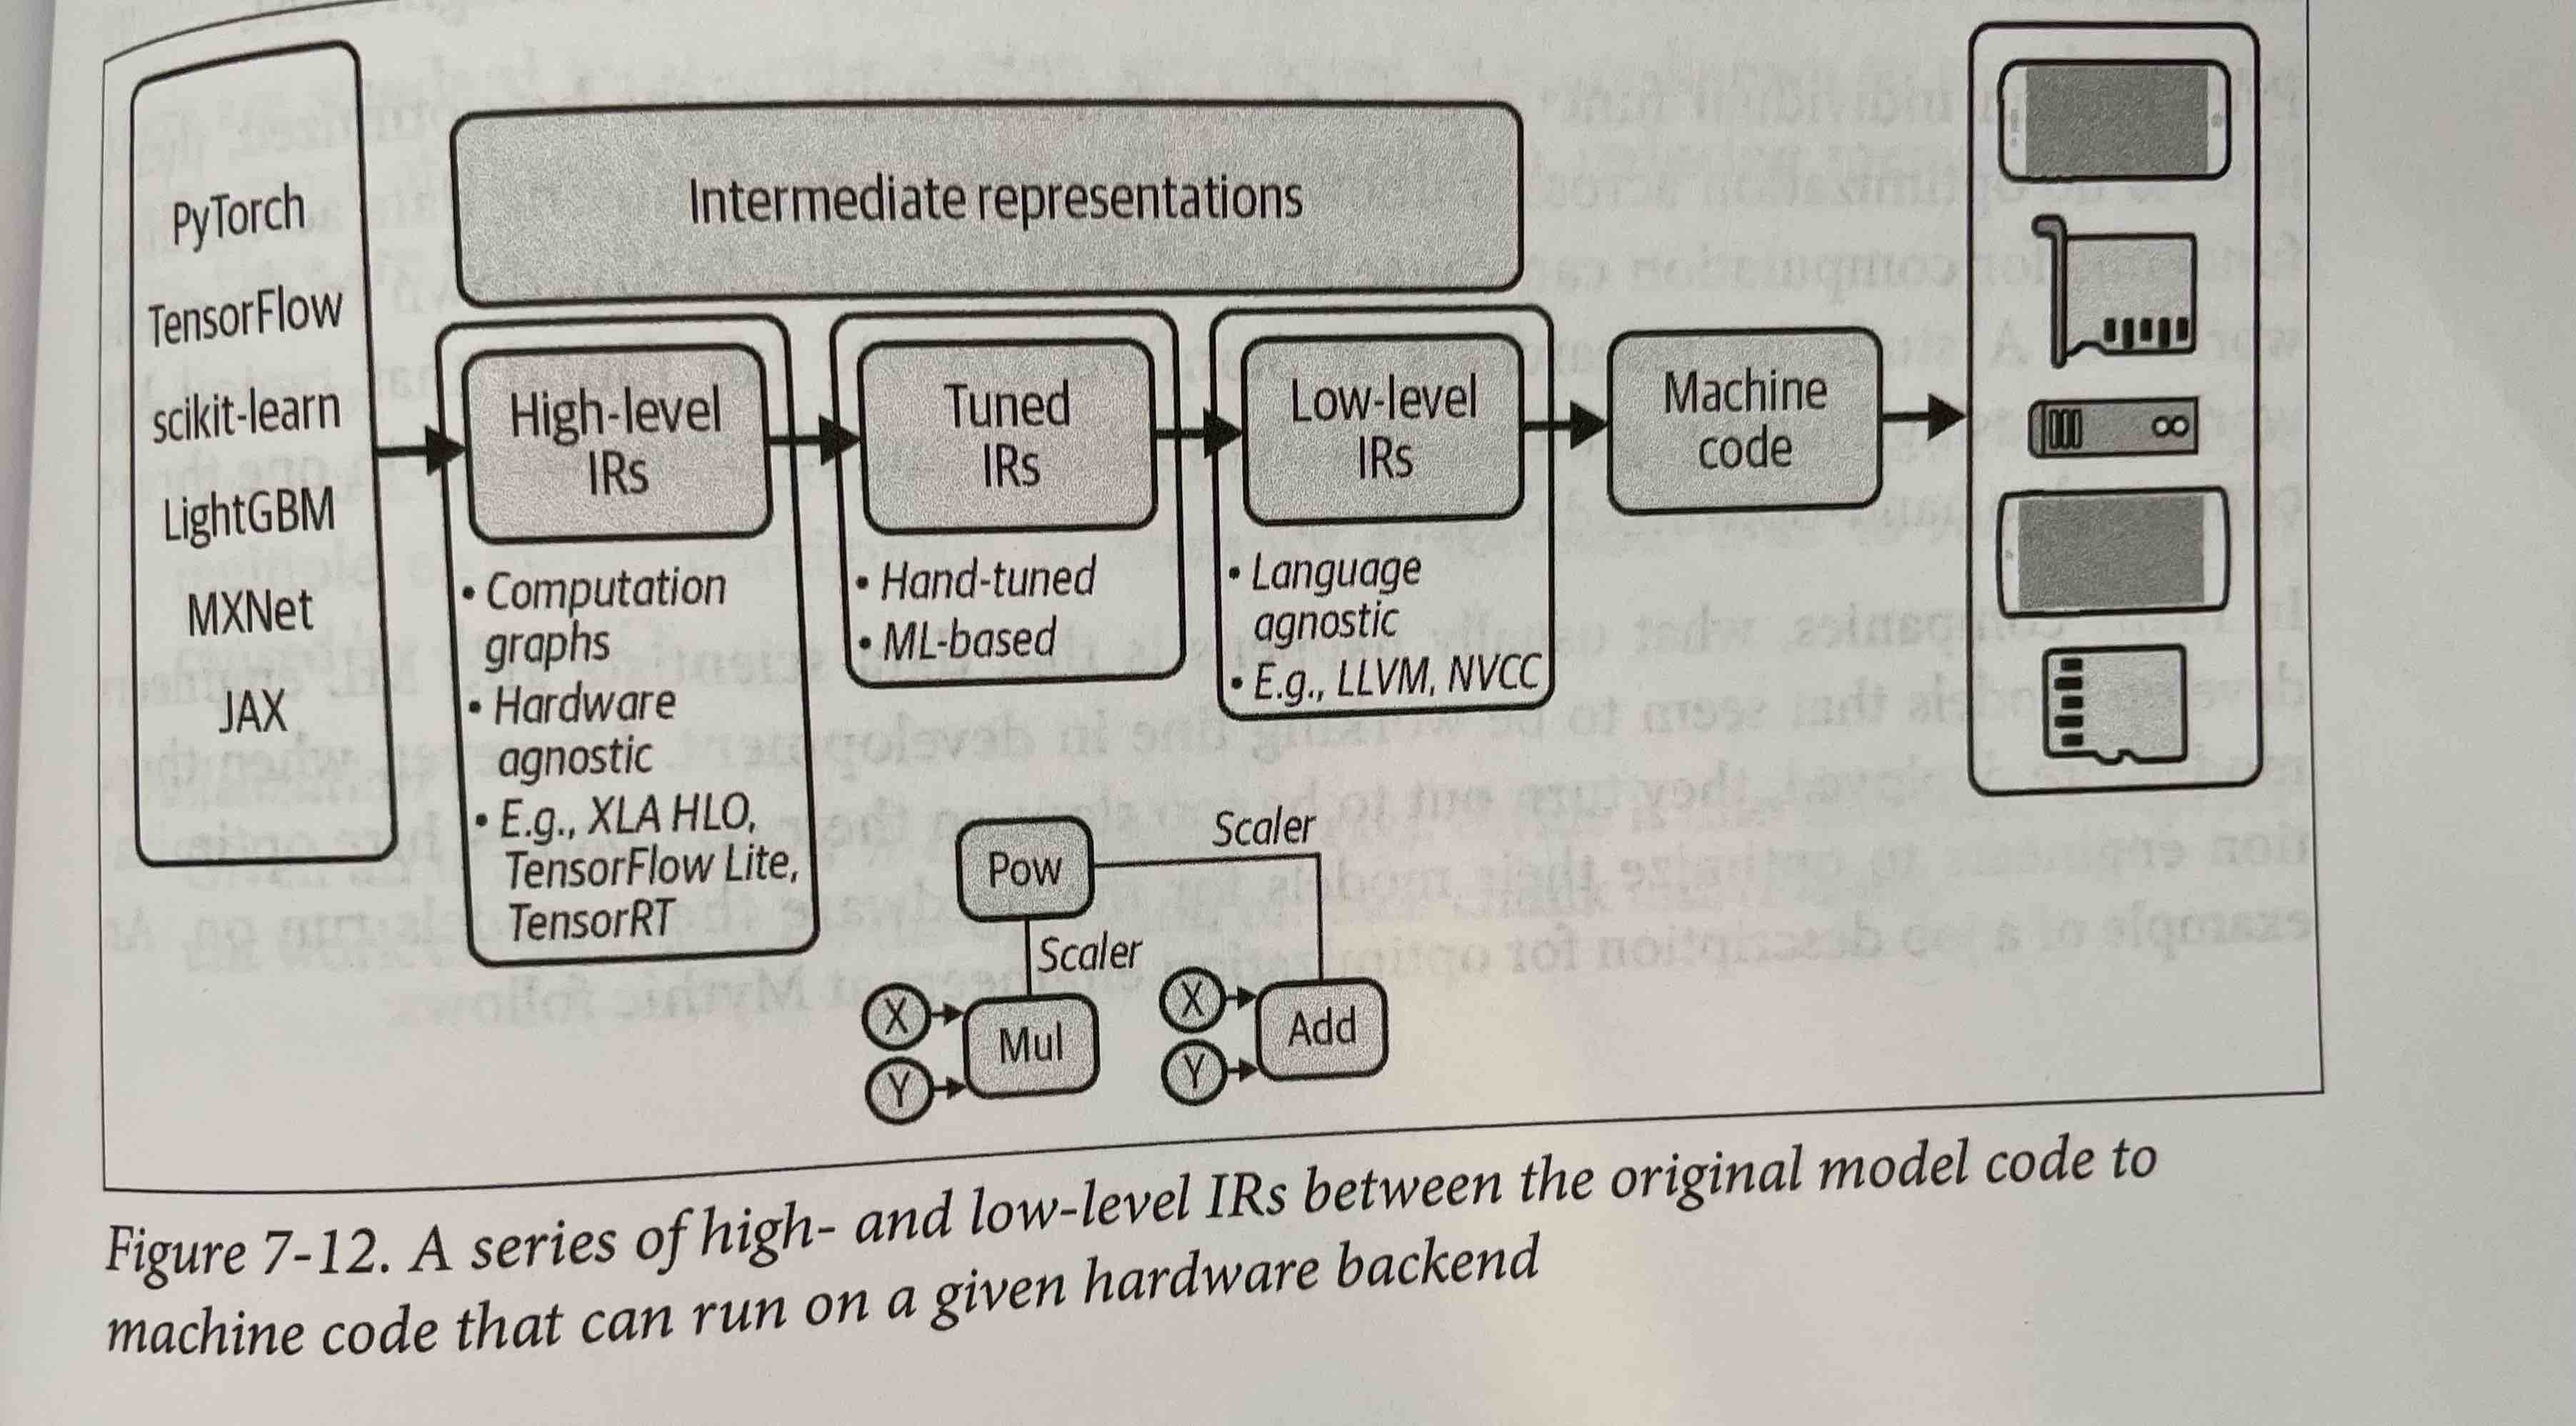 PyTorch
TensorFlow
scikit-learn
LightGBM
MXNet
JAX
Intermediate representations
High-level
IRs
• Computation
graphs
• Hardware
agnostic
• E.g., XLA HLO,
TensorFlow Lite,
TensorRT
Tuned
IRs
• Hand-tuned
• ML-based
Low-level
IRs
• Language
agnostic
• E.g., LLVM, NVCC
Machine
code
Pow
Scaler
Scaler
X
Y
Mul
X
Y
Add
Figure 7-12. A series of high- and low-level IRs between the original model code to
machine code that can run on a given hardware backend